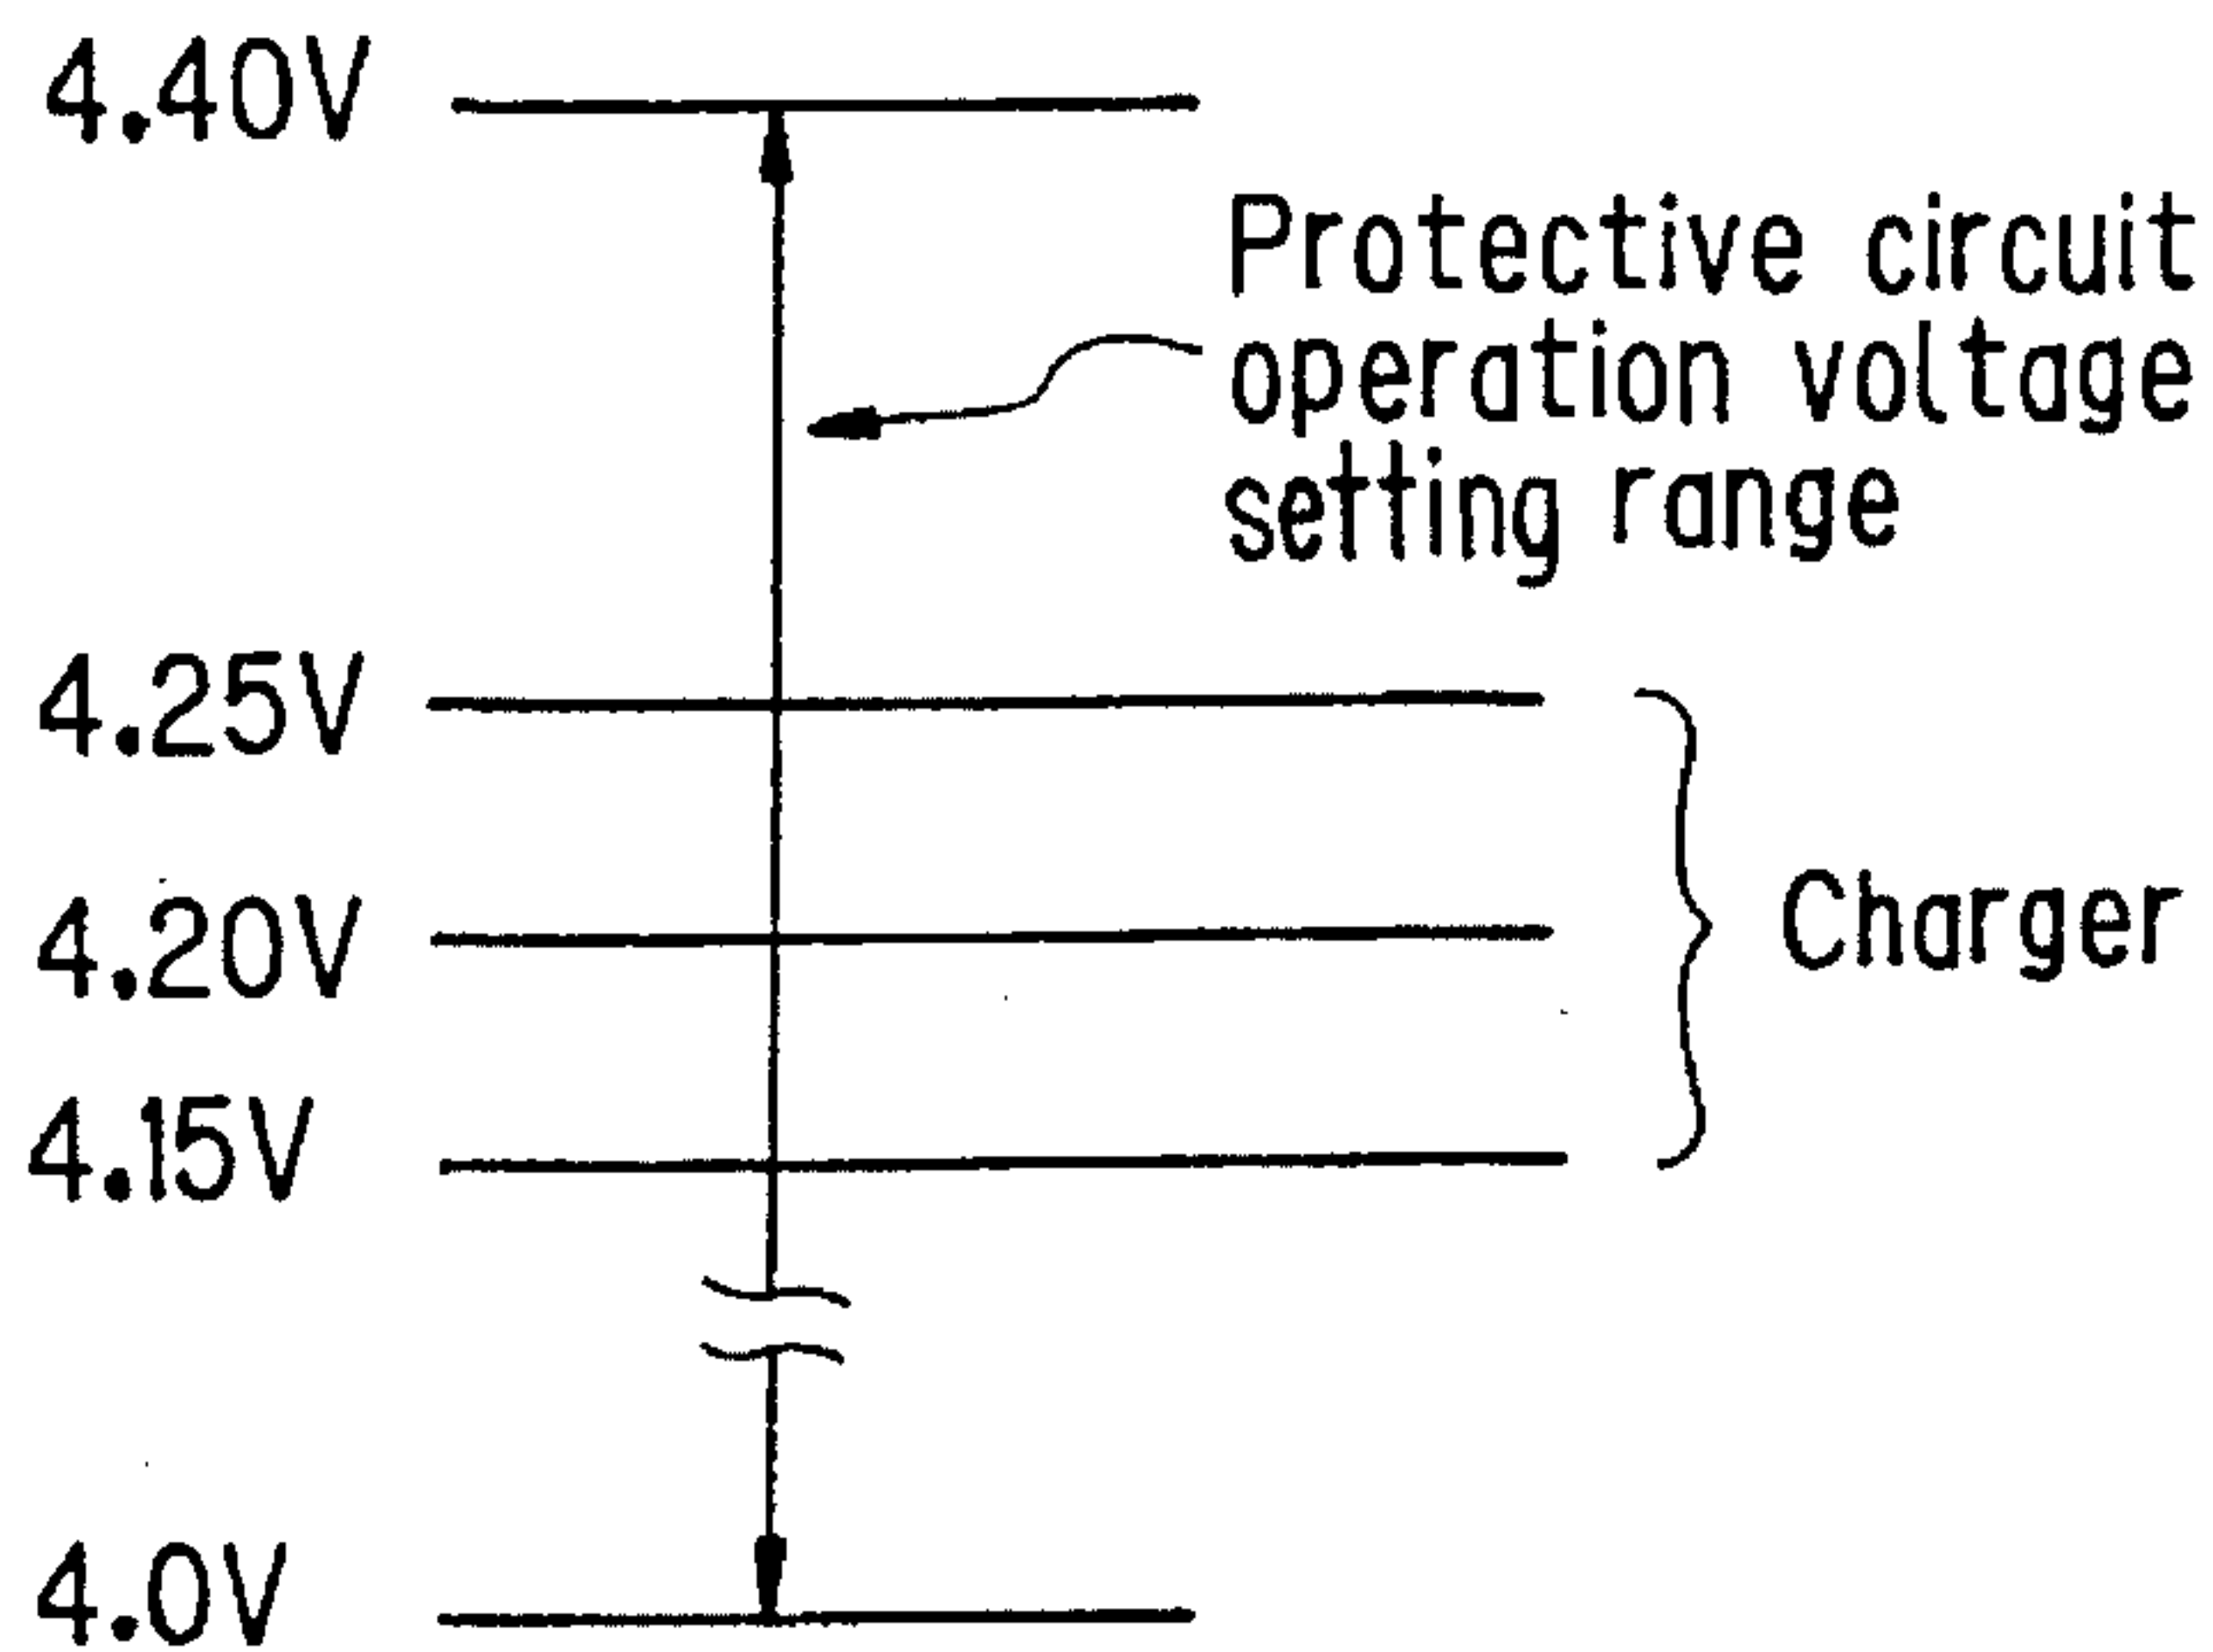 4.40V
Protective circuit
operation voltage
setting range
4.25V
4.20V
Charger
4.15V
4.0V